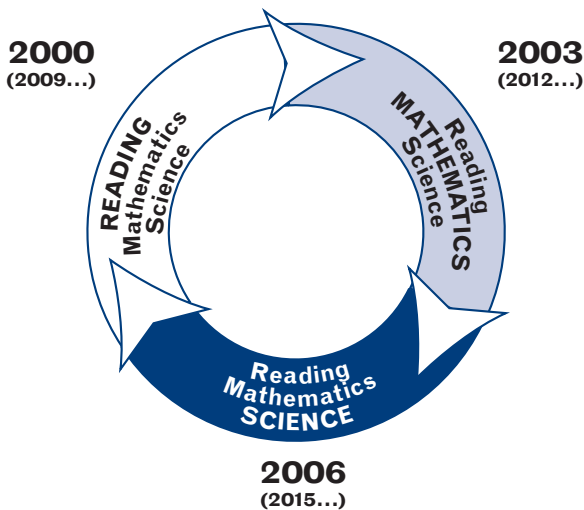 2000
(2009...)
READING
Mathematics
Science
2003
(2012...)
Reading
MATHEMATICS
Science
Reading
Mathematics
SCIENCE
2006
(2015...)